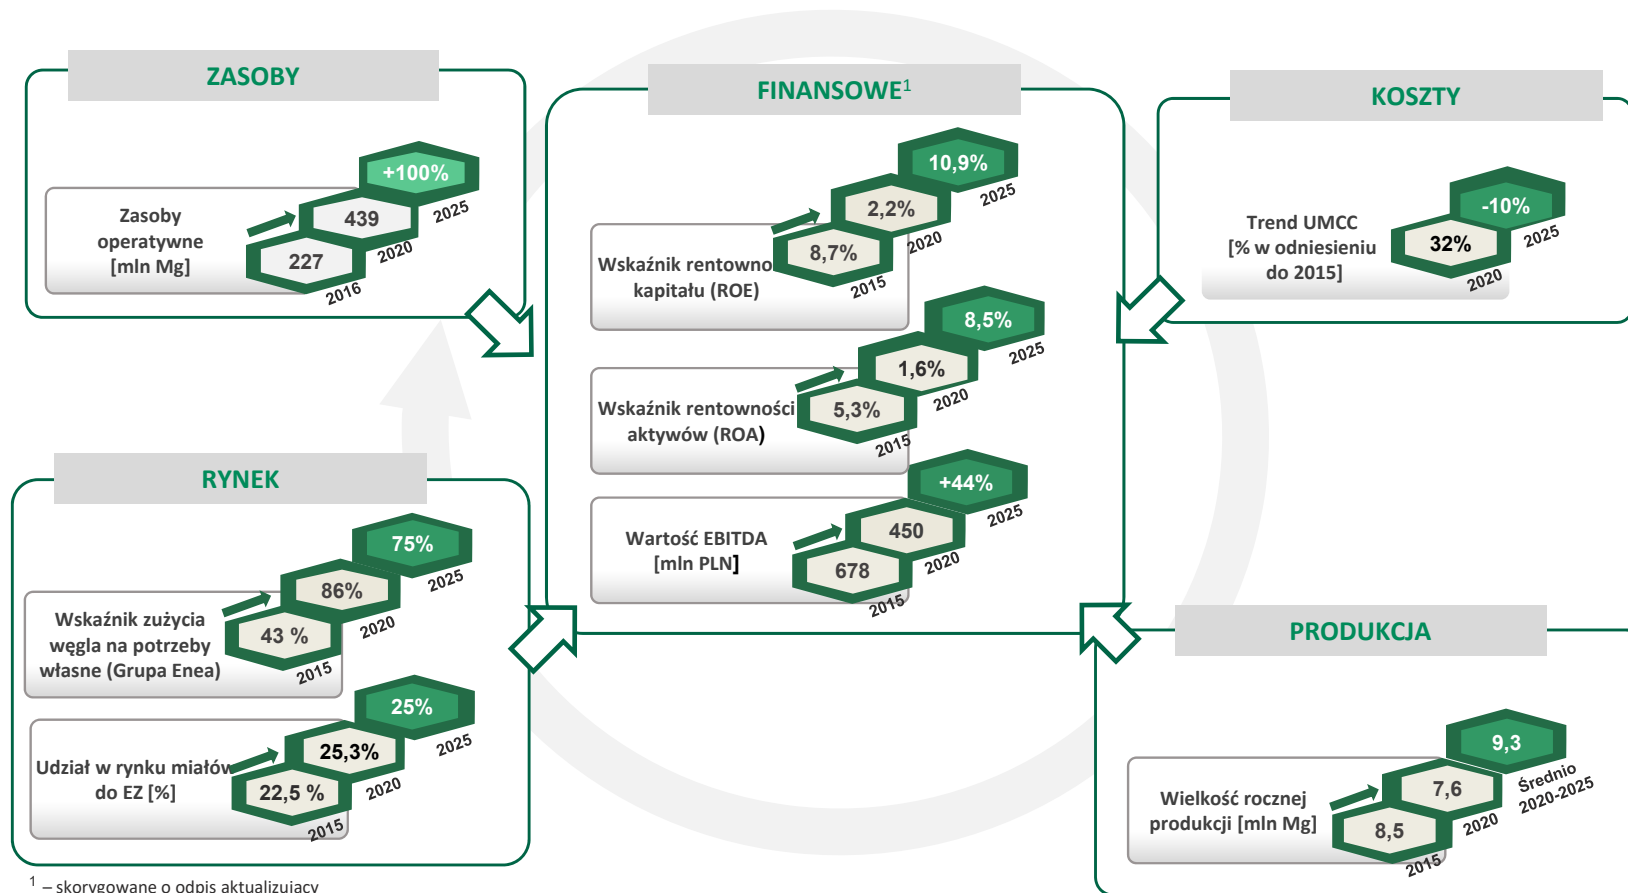 ZASOBY
+100%
2025
439
2020
227
2016
Zasoby
operatywne
[mln Mg]
FINANSOWE¹
10,9%
2025
2,2%
2020
8,7%
2015
Wskaźnik rentowno
kapitału (ROE)
8,5%
2025
1,6%
2020
5,3%
2015
Wskaźnik rentowności
aktywów (ROA)
+44%
2025
450
2020
678
2015
Wartość EBITDA
[mln PLN]
KOSZTY
-10%
2025
32%
2020
Trend UMCC
[% w odniesieniu
do 2015]
RYNEK
75%
2025
86%
2020
43 %
2015
Wskaźnik zużycia
węgla na potrzeby
własne (Grupa Enea)
25%
2025
25,3%
2020
22,5 %
2015
Udział w rynku miałów
do EZ [%]
PRODUKCJA
9,3
Średnio
2020-2025
7,6
2020
8,5
2015
Wielkość rocznej
produkcji [mln Mg]
¹ – skorygowane o odpis aktualizujący